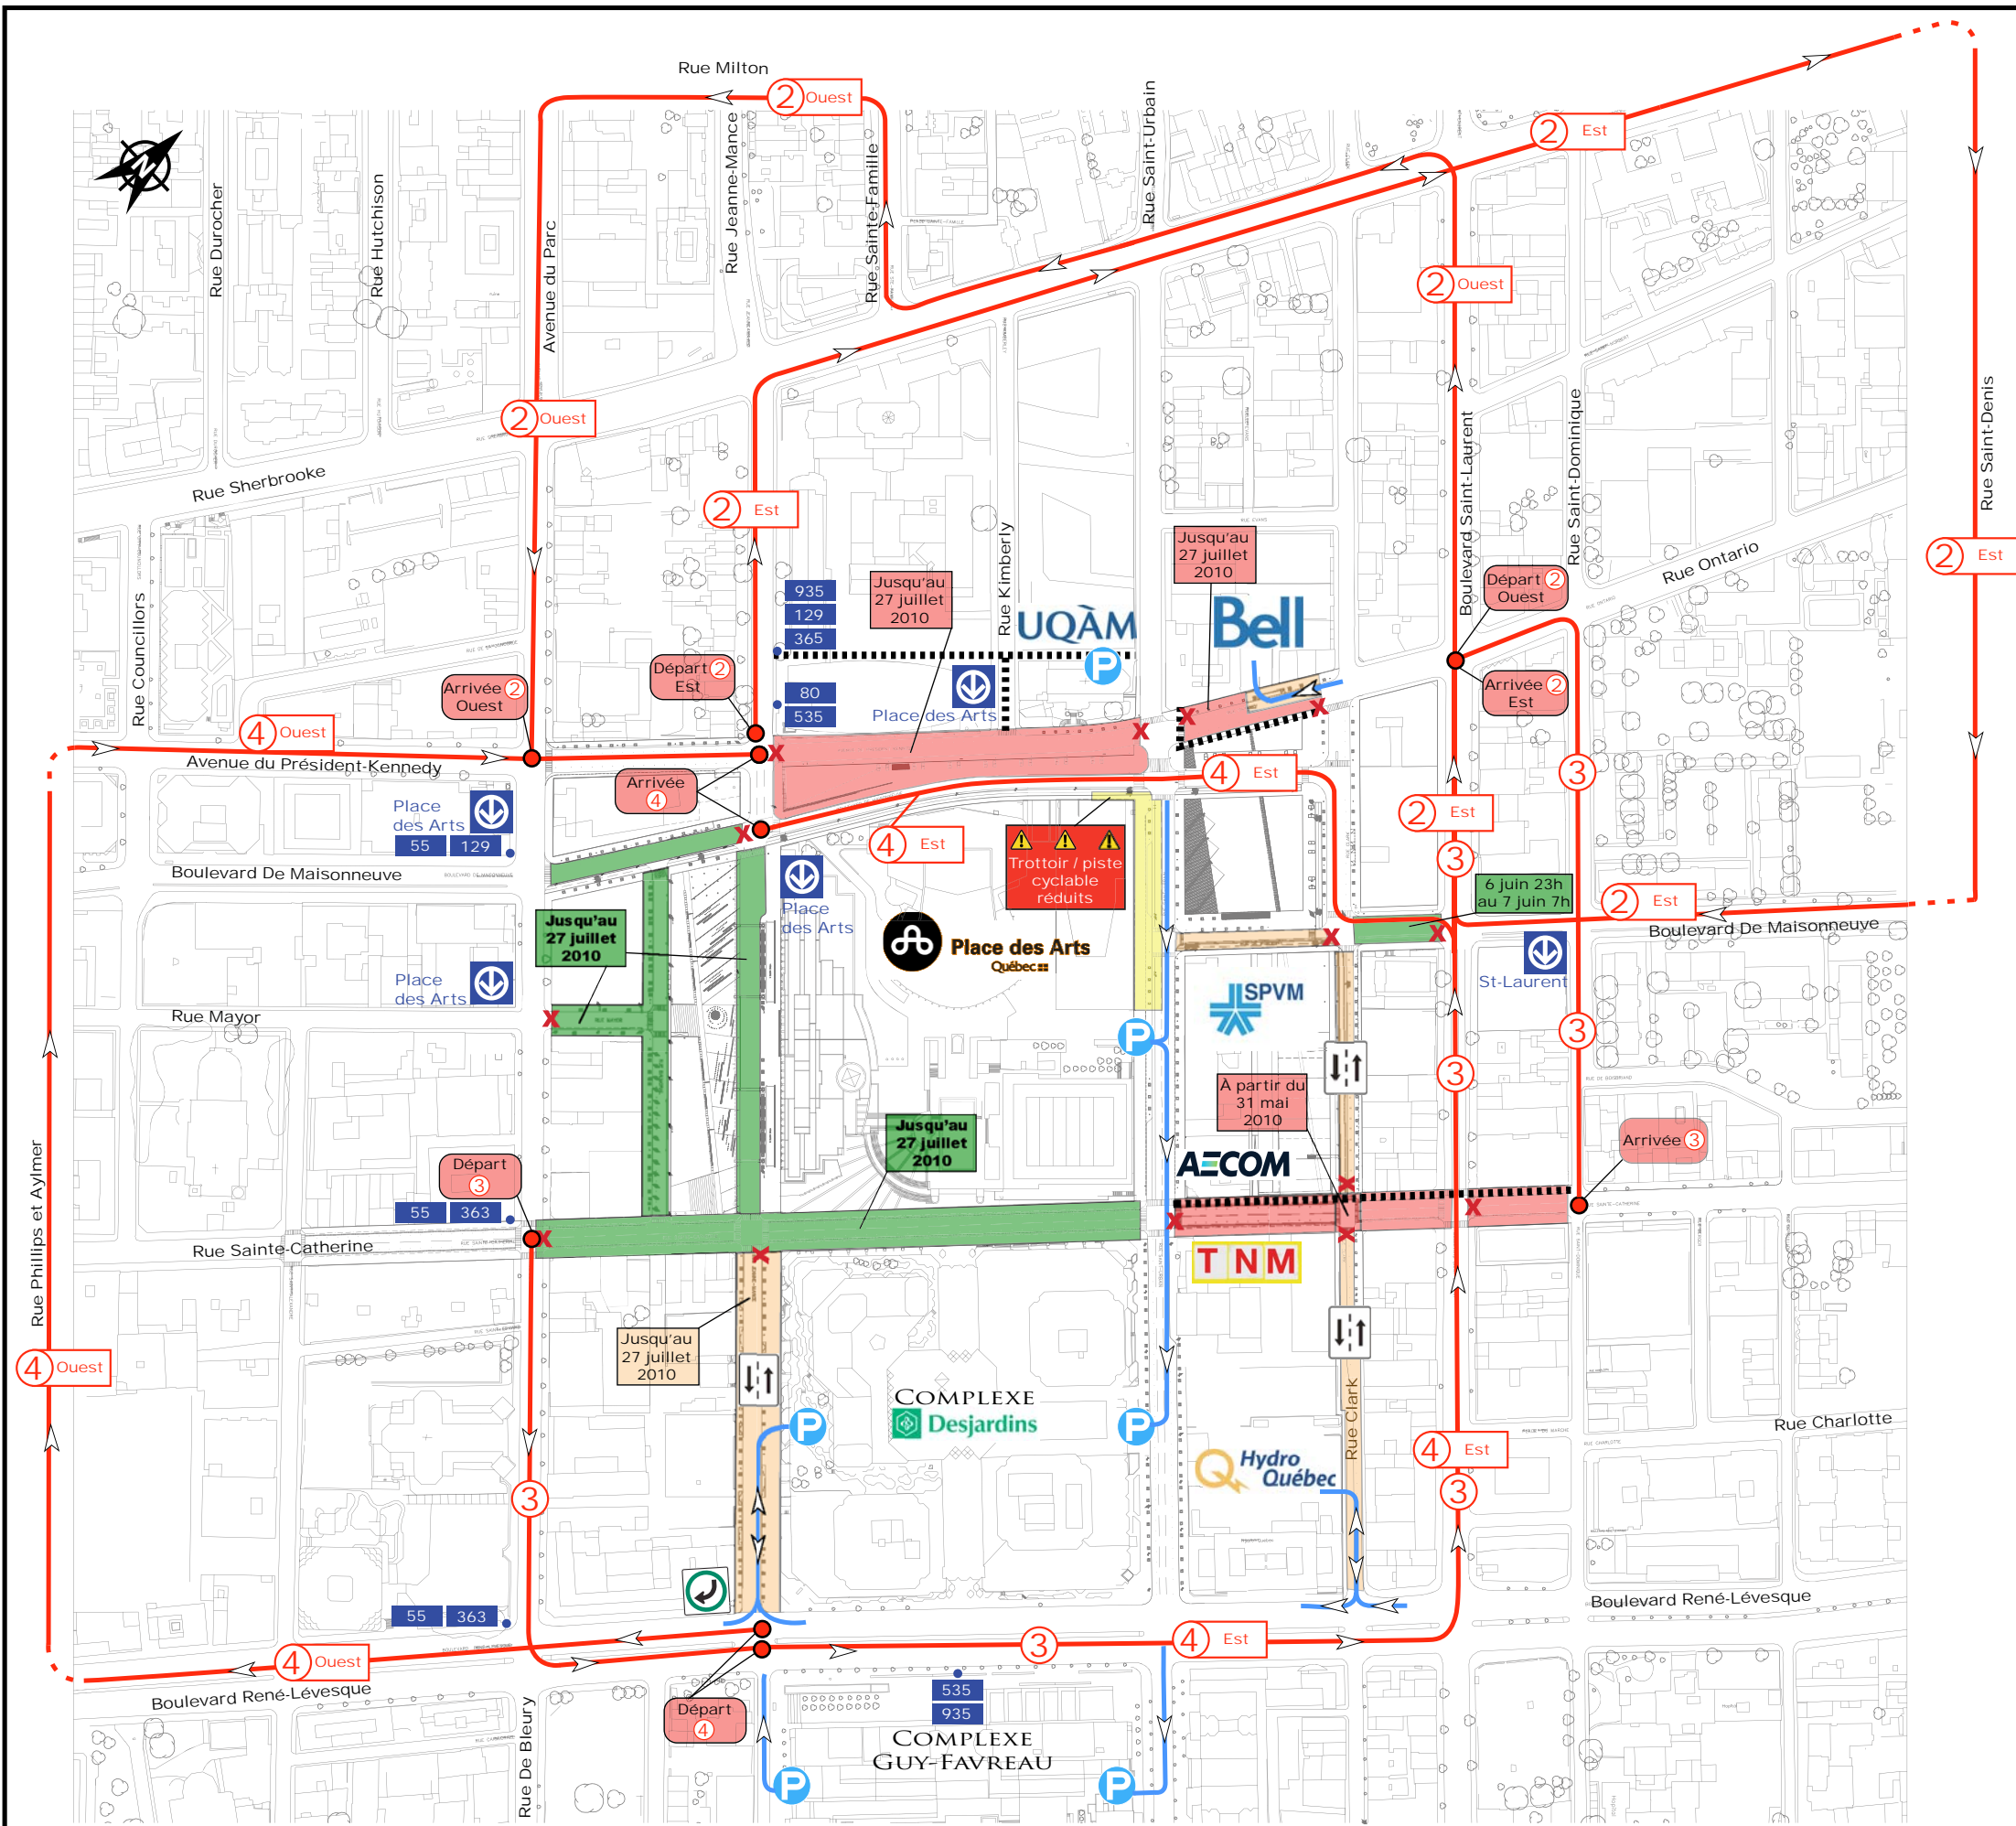 Rue Milton
2 Ouest
2 Est
Rue Durocher
Rue Hutchison
Avenue du Parc
Rue Jeanne-Mance
Rue Sainte-Famille
Rue Saint-Urbain
2 Est
2 Ouest
2 Ouest
Rue Sherbrooke
2 Est
Rue Kimberly
Boulevard Saint-Laurent
Rue Saint-Dominique
Rue Saint-Denis
Rue Ontario
2 Est
Jusqu'au
27 juillet
2010
Jusqu'au
27 juillet
2010
935
129
365
UQÀM
Bell
P
Départ 2
Ouest
Arrivée 2
Est
Rue Councillors
Arrivée 2
Ouest
Départ 2
Est
80
535
Place des Arts
4 Ouest
Avenue du Président-Kennedy
Arrivée
4
4 Est
3
2 Est
Place
des Arts
55 129
4 Est
Trottoir / piste
cyclable
réduits
3
Boulevard De Maisonneuve
6 juin 23h
au 7 juin 7h
2 Est
Boulevard De Maisonneuve
Jusqu'au
27 juillet
2010
Place
des Arts
Place des Arts
Québec
St-Laurent
Place
des Arts
SPVM
Rue Mayor
RUE MAYOR
P
3
3
À partir du
31 mai
2010
Jusqu'au
27 juillet
2010
Arrivée 3
AECOM
Départ
3
55 363
Rue Phillips et Aylmer
Rue Sainte-Catherine
TNM
Jusqu'au
27 juillet
2010
4 Ouest
COMPLEXE
Desjardins
P
P
Rue Clark
Rue Charlotte
4 Est
3
Hydro
Québec
3
55 363
Boulevard René-Lévesque
4 Ouest
3
4 Est
Boulevard René-Lévesque
Rue De Bleury
Départ
4
535
935
COMPLEXE
GUY-FAVREAU
P
P